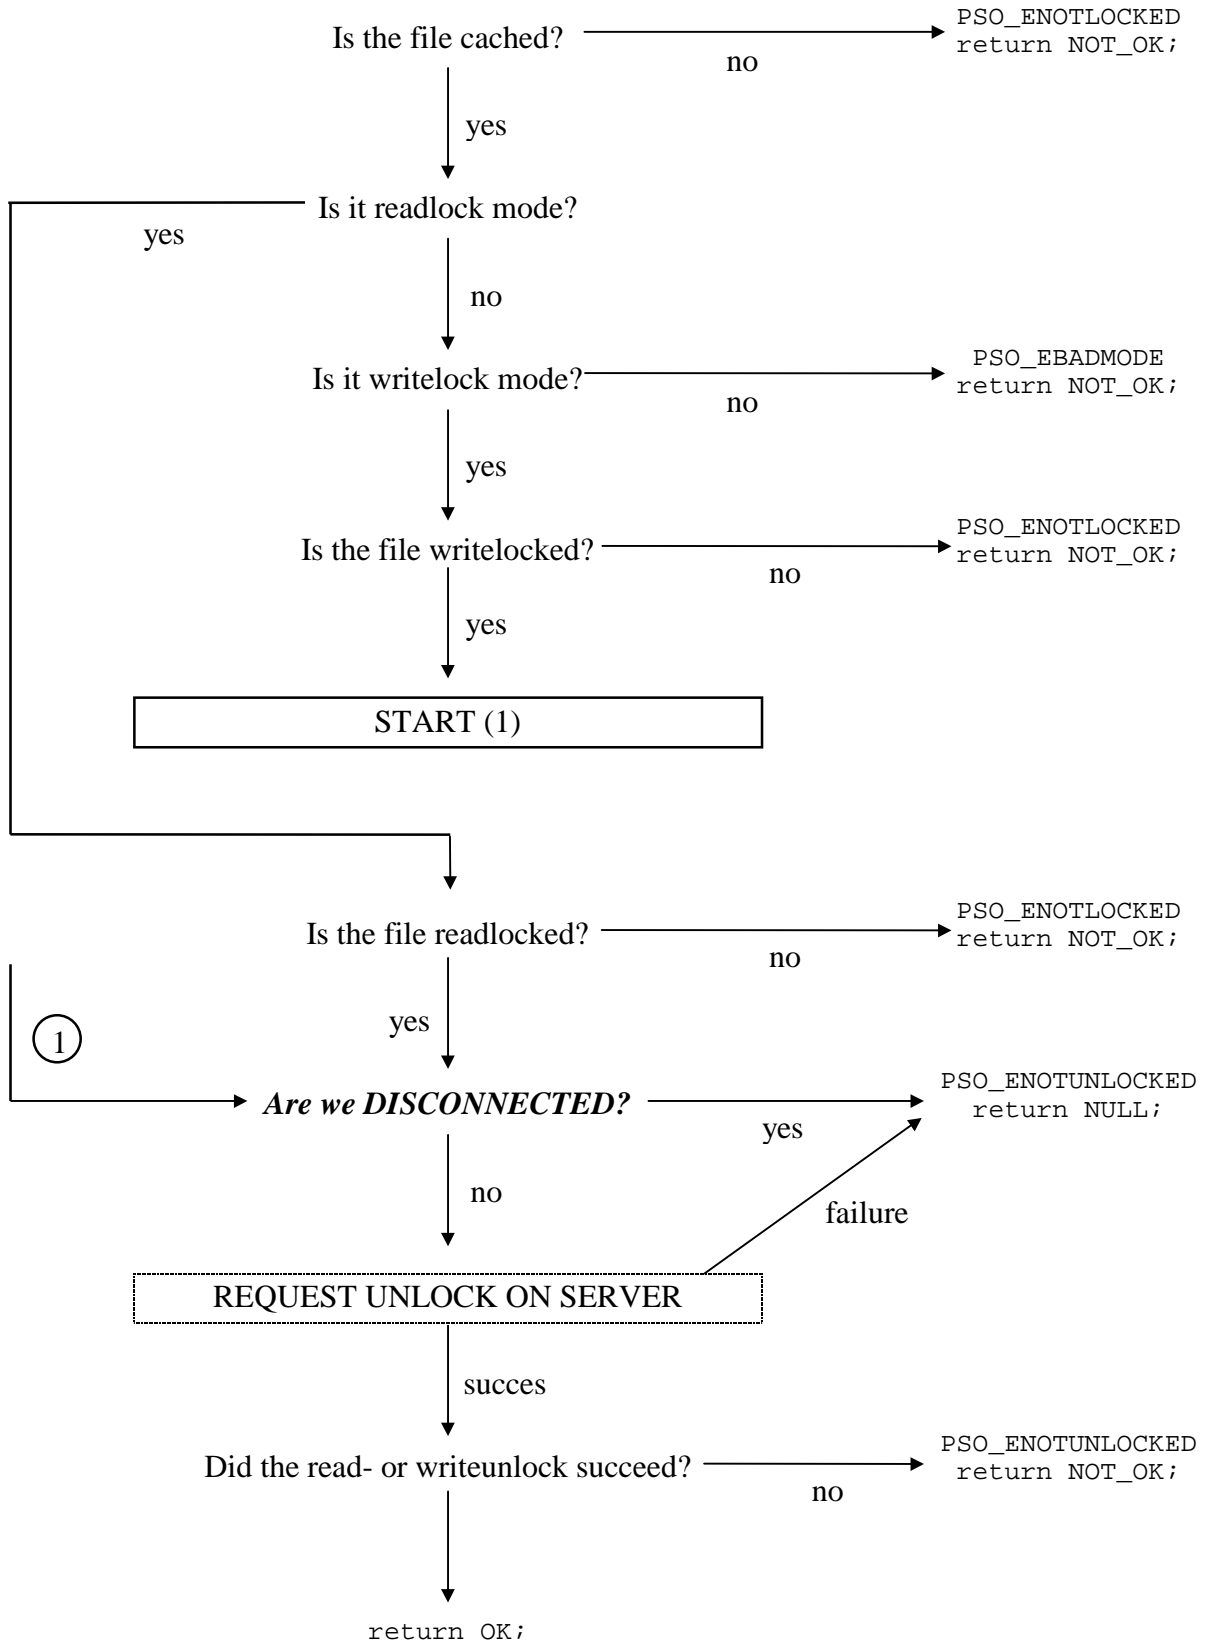 PSO_ENOTLOCKED
Is the file cached?
return NOT_OK;
no
yes
Is it readlock mode?
yes
no
PSO_EBADMODE
Is it writelock mode?
return NOT_OK;
no
yes
PSO_ENOTLOCKED
Is the file writelocked?
return NOT_OK;
no
yes
START (1)
PSO_ENOTLOCKED
Is the file readlocked?
return NOT_OK;
no
yes
1
PSO_ENOTUNLOCKED
Are we DISCONNECTED?
return NULL;
yes
no
failure
REQUEST UNLOCK ON SERVER
succes
PSO_ENOTUNLOCKED
Did the read- or writeunlock succeed?
return NOT_OK;
no
return OK;